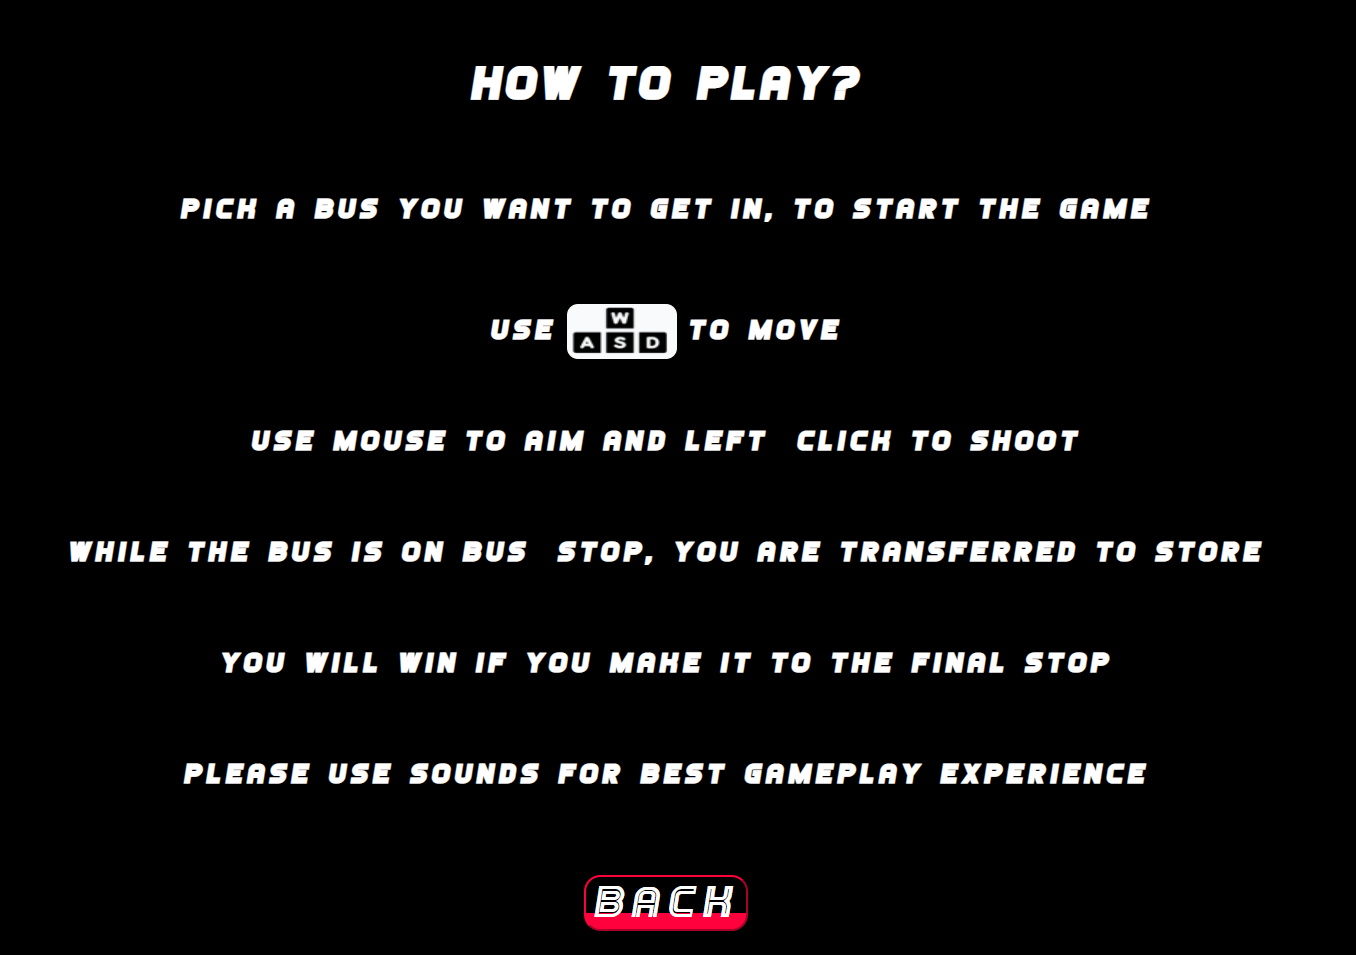 HOW TO PLAY?
PICK A BUS YOU WANT TO GET IN, TO START THE GAME
USE W A S D TO MOVE
USE MOUSE TO AIM AND LEFT CLICK TO SHOOT
WHILE THE BUS IS ON BUS STOP, YOU ARE TRANSFERRED TO STORE
YOU WILL WIN IF YOU MAKE IT TO THE FINAL STOP
PLEASE USE SOUNDS FOR BEST GAMEPLAY EXPERIENCE
BACK